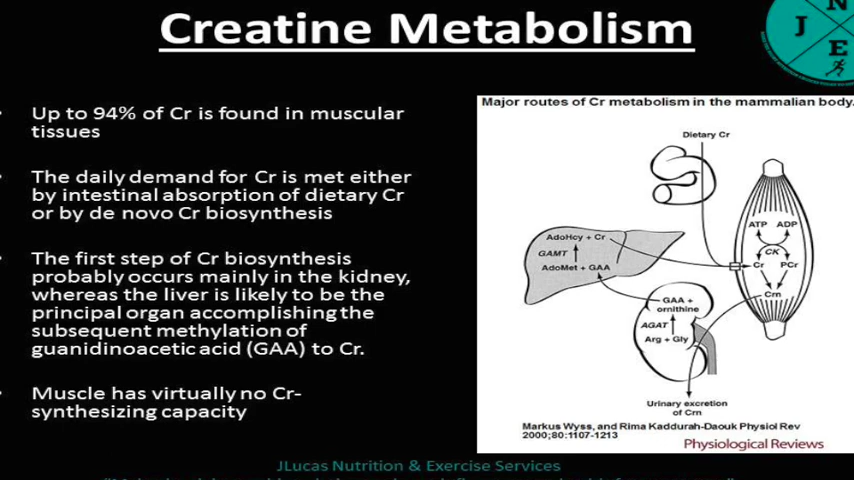 Creatine Metabolism
J
N
E
Up to 94% of Cr is found in muscular
tissues
The daily demand for Cr is met either
by intestinal absorption of dietary Cr
or by de novo Cr biosynthesis
The first step of Cr biosynthesis
probably occurs mainly in the kidney,
whereas the liver is likely to be the
principal organ accomplishing the
subsequent methylation of
guanidinoacetic acid (GAA) to Cr.
Muscle has virtually no Cr-
synthesizing capacity
Major routes of Cr metabolism in the mammalian body.
Dietary Cr
ATP ADP
CK
Cr PCr
Crn
AdoHcy + Cr
GAMT
AdoMet + GAA
GAA +
ornithine
AGAT
Arg + Gly
Urinary excretion
of Crn
Markus Wyss, and Rima Kaddurah-Daouk Physiol Rev
2000;80:1107-1213
Physiological Reviews
JLucas Nutrition & Exercise Services